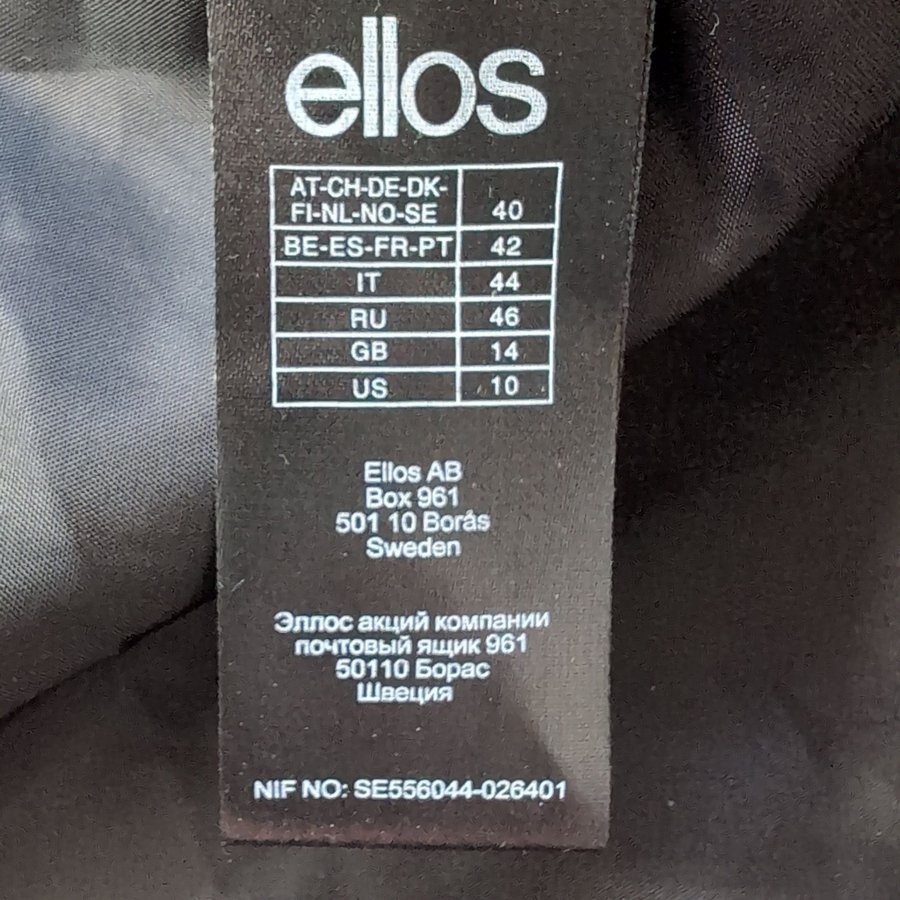 ellos
AT-CH-DE-DK-
FI-NL-NO-SE 40
BE-ES-FR-PT 42
IT 44
RU 46
GB 14
US 10
Ellos AB
Box 961
501 10 Borås
Sweden
Эллос акций компании
почтовый ящик 961
50110 Борас
Швеция
NIF NO: SE556044-026401